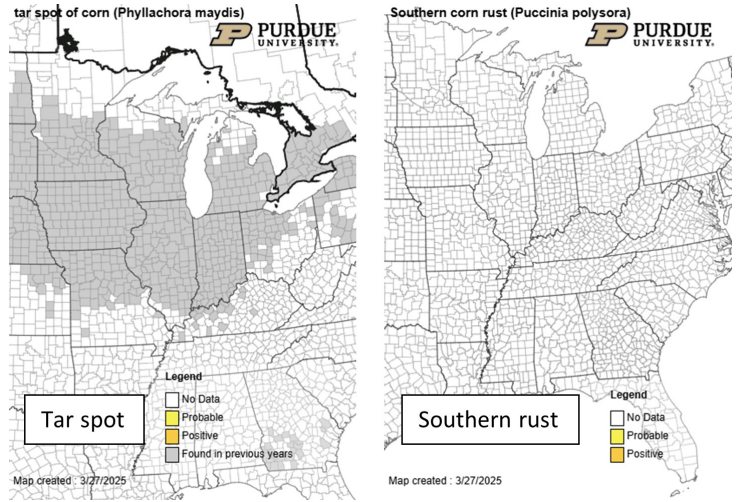 tar spot of corn (Phyllachora maydis)
PURDUE
UNIVERSITY®
Legend
No Data
Probable
Positive
Found in previous years
Tar spot
Map created : 3/27/2025
Southern corn rust (Puccinia polysora)
PURDUE
UNIVERSITY®
Legend
No Data
Probable
Positive
Southern rust
Map created : 3/27/2025